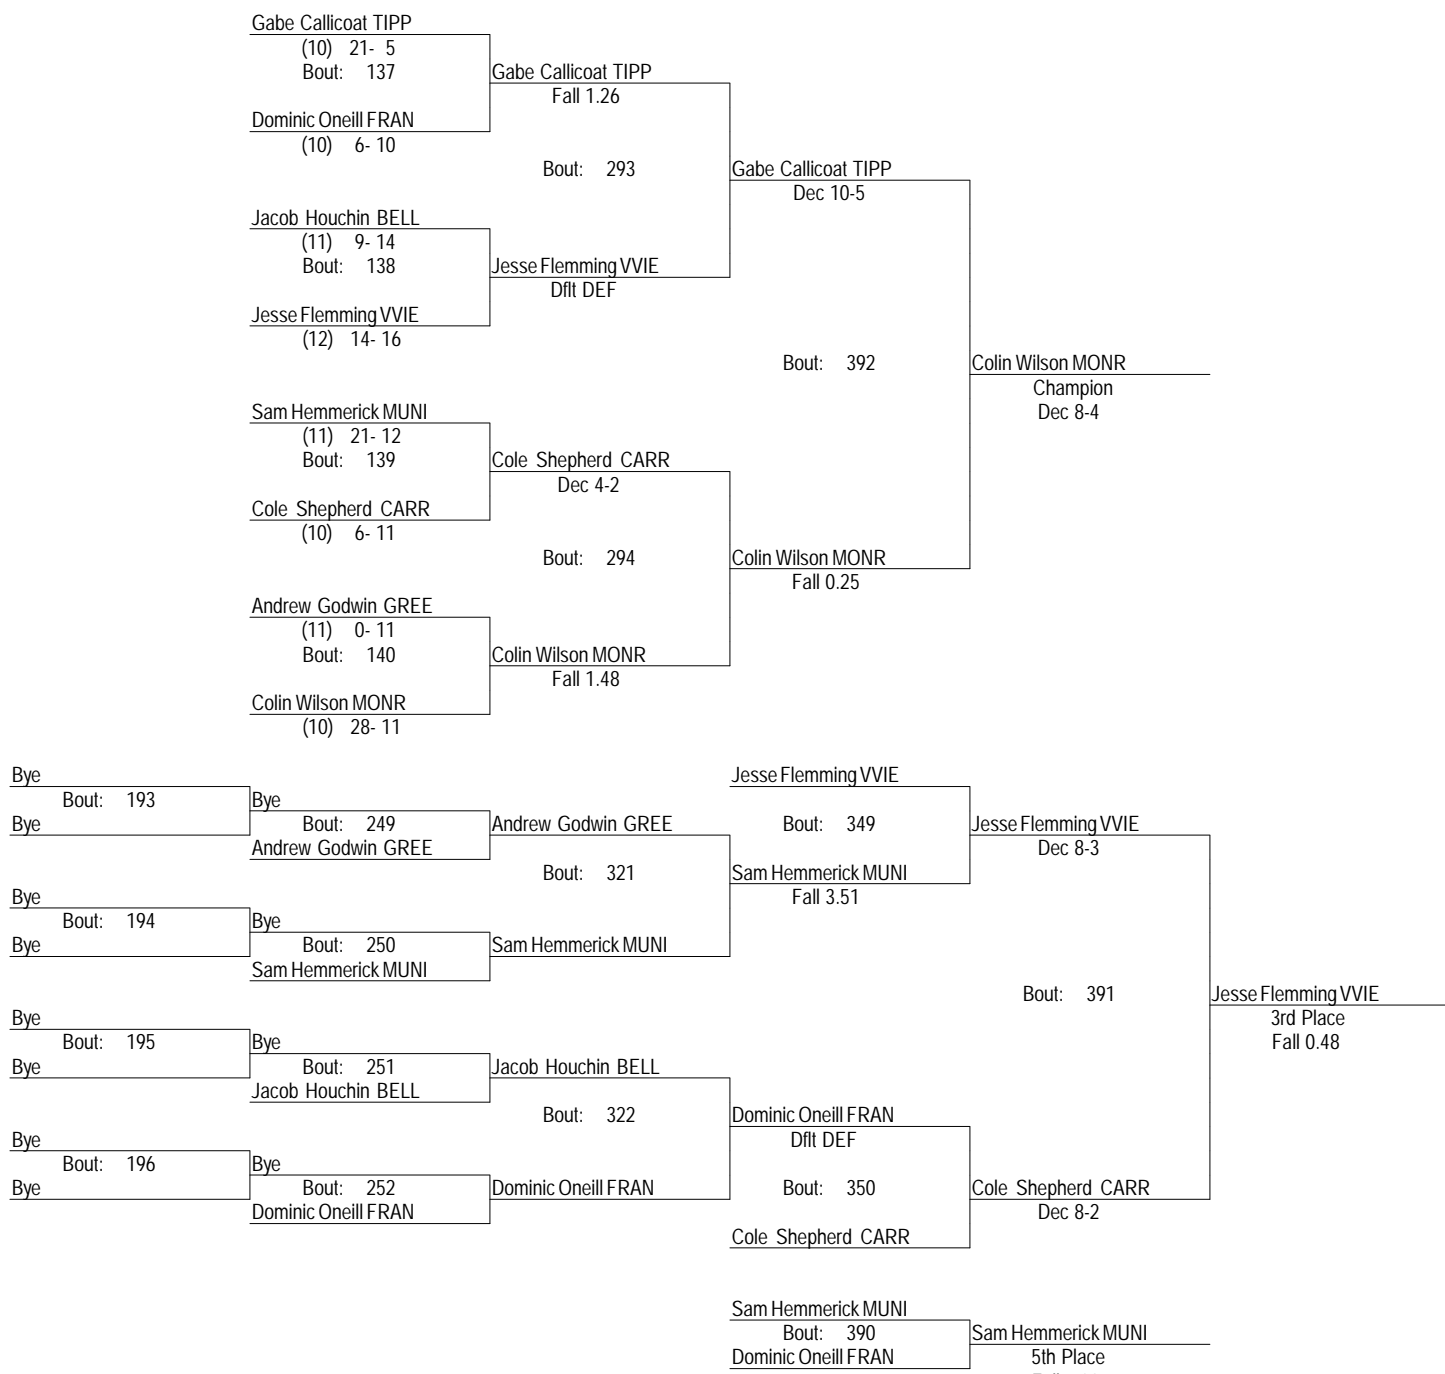 Gabe Callicoat TIPP
(10) 21- 5
Bout: 137
Gabe Callicoat TIPP
Fall 1.26
Dominic Oneill FRAN
(10) 6- 10
Bout: 293
Gabe Callicoat TIPP
Dec 10-5
Jacob Houchin BELL
(11) 9- 14
Bout: 138
Jesse Flemming VVIE
Dflt DEF
Jesse Flemming VVIE
(12) 14- 16
Bout: 392
Colin Wilson MONR
Champion
Dec 8-4
Sam Hemmerick MUNI
(11) 21- 12
Bout: 139
Cole Shepherd CARR
Dec 4-2
Cole Shepherd CARR
(10) 6- 11
Bout: 294
Colin Wilson MONR
Fall 0.25
Andrew Godwin GREE
(11) 0- 11
Bout: 140
Colin Wilson MONR
Fall 1.48
Colin Wilson MONR
(10) 28- 11
Bye
Bout: 193
Bye
Bye
Bout: 249
Andrew Godwin GREE
Andrew Godwin GREE
Bout: 321
Jesse Flemming VVIE
Bout: 349
Jesse Flemming VVIE
Dec 8-3
Sam Hemmerick MUNI
Fall 3.51
Bye
Bout: 194
Bye
Bye
Bout: 250
Sam Hemmerick MUNI
Sam Hemmerick MUNI
Bout: 391
Jesse Flemming VVIE
3rd Place
Fall 0.48
Bye
Bout: 195
Bye
Bye
Bout: 251
Jacob Houchin BELL
Jacob Houchin BELL
Bout: 322
Dominic Oneill FRAN
Dflt DEF
Bye
Bout: 196
Bye
Bye
Bout: 252
Dominic Oneill FRAN
Dominic Oneill FRAN
Bout: 350
Cole Shepherd CARR
Dec 8-2
Cole Shepherd CARR
Sam Hemmerick MUNI
Bout: 390
Sam Hemmerick MUNI
Dominic Oneill FRAN
5th Place